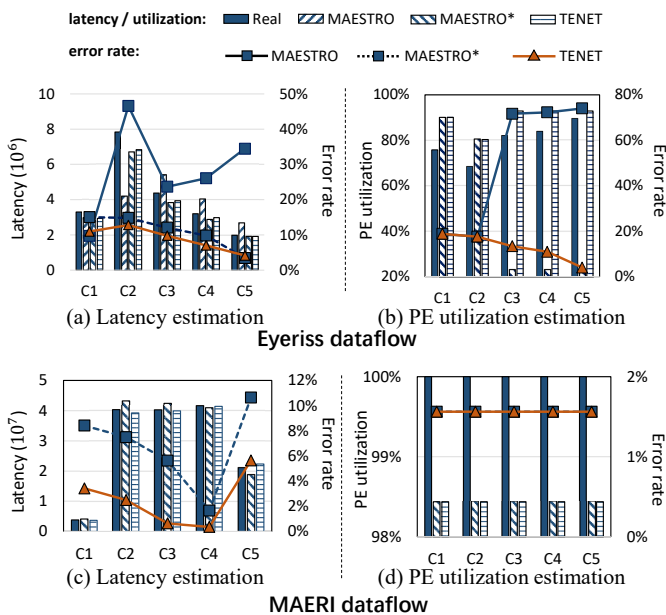 latency / utilization: Real MAESTRO MAESTRO* TENET
error rate: MAESTRO MAESTRO* TENET
Latency (10⁶)
10
8
6
4
2
0
50%
40%
30%
20%
10%
0%
Error rate
C1 C2 C3 C4 C5
(a) Latency estimation
PE utilization
100%
80%
60%
40%
20%
80%
60%
40%
20%
0%
Error rate
C1 C2 C3 C4 C5
(b) PE utilization estimation
Eyeriss dataflow
Latency (10⁷)
5
4
3
2
1
0
12%
10%
8%
6%
4%
2%
0%
Error rate
C1 C2 C3 C4 C5
(c) Latency estimation
PE utilization
100%
99%
98%
2%
1%
0%
Error rate
C1 C2 C3 C4 C5
(d) PE utilization estimation
MAERI dataflow